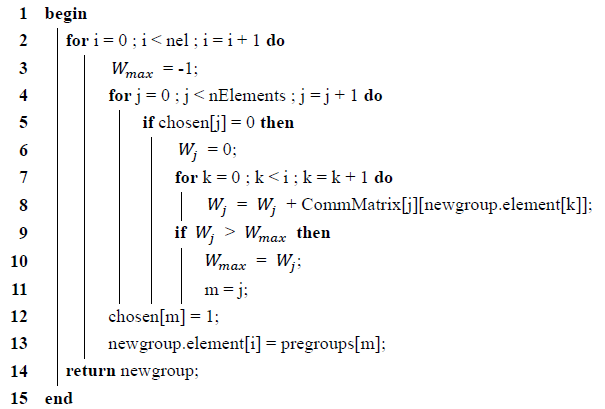 1 begin
2 for i = 0 ; i < nel ; i = i + 1 do
3 W_max = -1;
4 for j = 0 ; j < nElements ; j = j + 1 do
5 if chosen[j] = 0 then
6 W_j = 0;
7 for k = 0 ; k < i ; k = k + 1 do
8 W_j = W_j + CommMatrix[j][newgroup.element[k]];
9 if W_j > W_max then
10 W_max = W_j;
11 m = j;
12 chosen[m] = 1;
13 newgroup.element[i] = pregroups[m];
14 return newgroup;
15 end